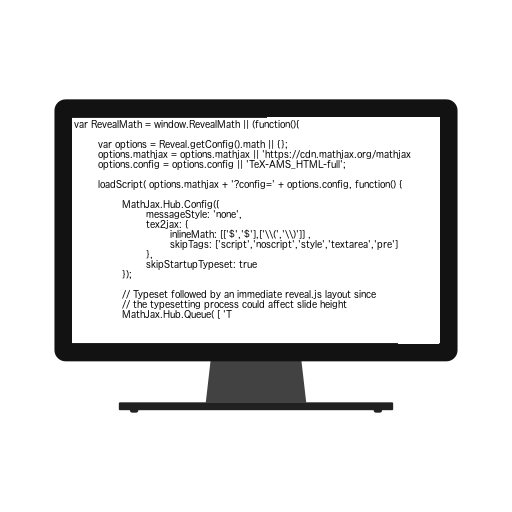 var RevealMath = window.RevealMath || (function(){
var options = Reveal.getConfig().math || {};
options.mathjax = options.mathjax || 'https://cdn.mathjax.org/mathjax
options.config = options.config || 'TeX-AMS_HTML-full';
loadScript( options.mathjax + '?config=' + options.config, function() {
MathJax.Hub.Config({
messageStyle: 'none',
tex2jax: {
inlineMath: [['$','$'],['\\(','\\)']] ,
skipTags: ['script','noscript','style','textarea','pre']
},
skipStartupTypeset: true
});
// Typeset followed by an immediate reveal.js layout since
// the typesetting process could affect slide height
MathJax.Hub.Queue( [ 'T